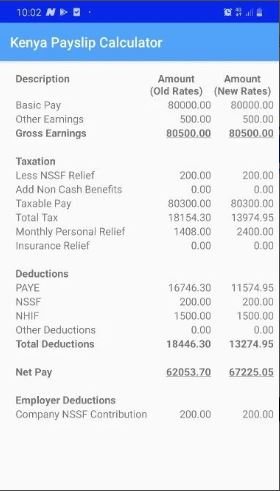 10:02
Kenya Payslip Calculator
Description Amount Amount
(Old Rates) (New Rates)
Basic Pay 80000.00 80000.00
Other Earnings 500.00 500.00
Gross Earnings 80500.00 80500.00
Taxation
Less NSSF Relief 200.00 200.00
Add Non Cash Benefits 0.00 0.00
Taxable Pay 80300.00 80300.00
Total Tax 18154.30 13974.95
Monthly Personal Relief 1408.00 2400.00
Insurance Relief 0.00 0.00
Deductions
PAYE 16746.30 11574.95
NSSF 200.00 200.00
NHIF 1500.00 1500.00
Other Deductions 0.00 0.00
Total Deductions 18446.30 13274.95
Net Pay 62053.70 67225.05
Employer Deductions
Company NSSF Contribution 200.00 200.00